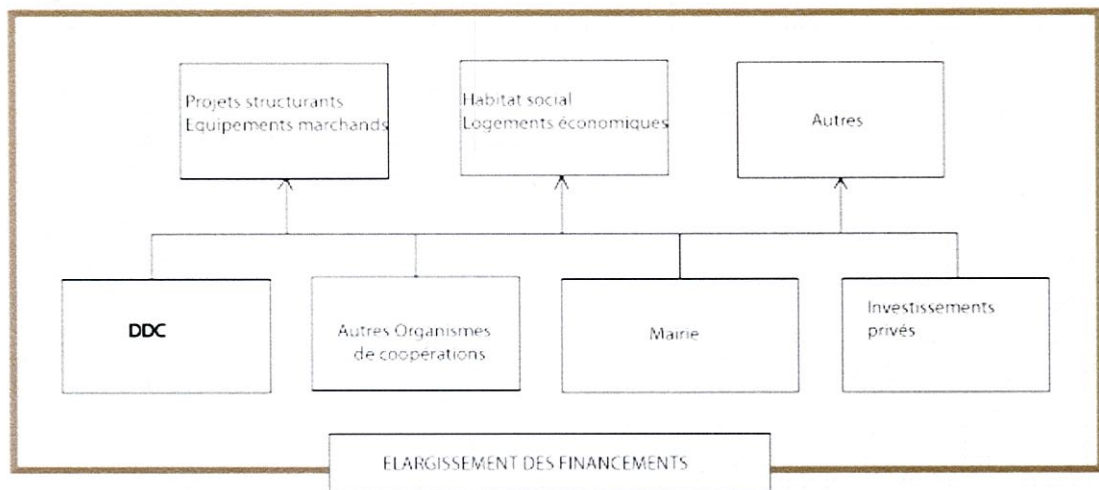 Projets structurants
Equipements marchands
Habitat social
Logements économiques
Autres
DDC
Autres Organismes
de coopérations
Mairie
Investissements
privés
ELARGISSEMENT DES FINANCEMENTS